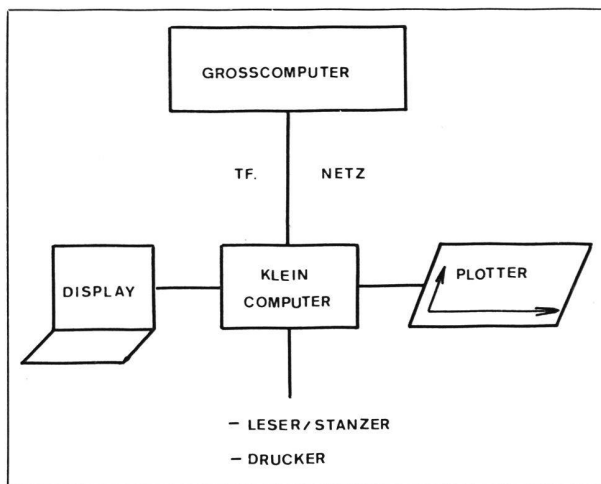 GROSSCOMPUTER
TF. NETZ
DISPLAY
KLEIN
COMPUTER
PLOTTER
– LESER/STANZER
– DRUCKER